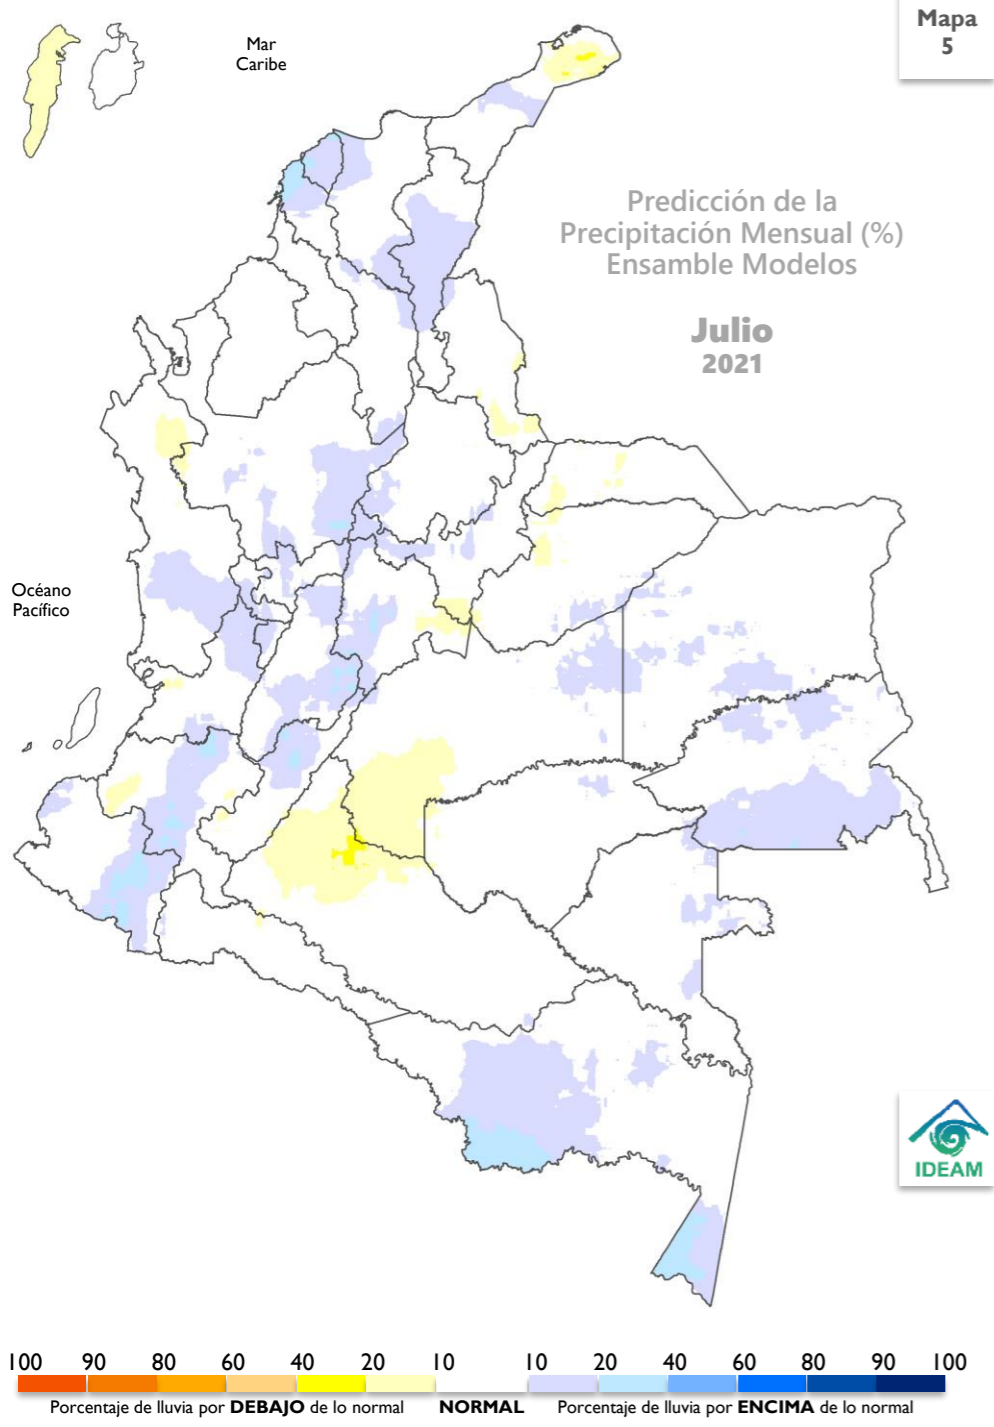 Mapa
5
Mar
Caribe
Predicción de la
Precipitación Mensual (%)
Ensamble Modelos
Julio
2021
Océano
Pacífico
IDEAM
100 90 80 60 40 20 10 10 20 40 60 80 90 100
Porcentaje de lluvia por DEBAJO de lo normal NORMAL Porcentaje de lluvia por ENCIMA de lo normal